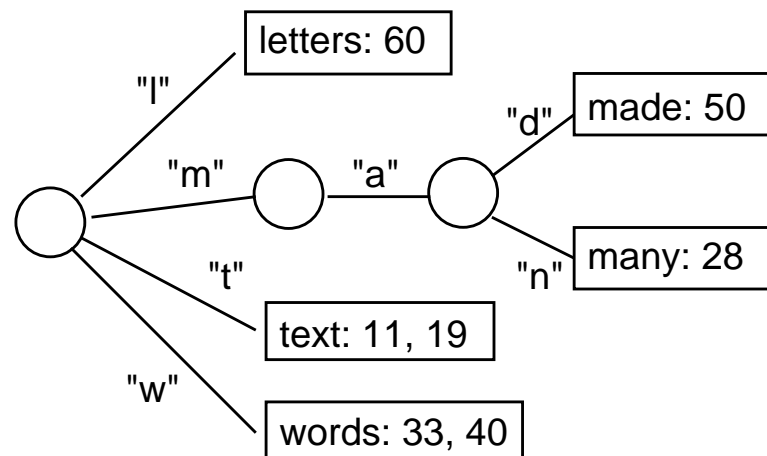 letters: 60
"l"
"d"
made: 50
"m"
"a"
"n"
many: 28
"t"
text: 11, 19
"w"
words: 33, 40